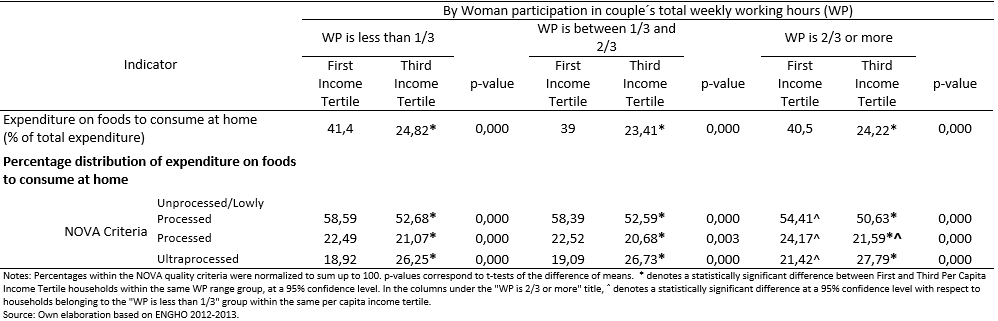 By Woman participation in couple´s total weekly working hours (WP)
WP is less than 1/3 WP is between 1/3 and 2/3 WP is 2/3 or more
Indicator First Income Tertile Third Income Tertile p-value First Income Tertile Third Income Tertile p-value First Income Tertile Third Income Tertile p-value
Expenditure on foods to consume at home
(% of total expenditure) 41,4 24,82* 0,000 39 23,41* 0,000 40,5 24,22* 0,000
Percentage distribution of expenditure on foods
to consume at home
NOVA Criteria
Unprocessed/Lowly
Processed 58,59 52,68* 0,000 58,39 52,59* 0,000 54,41^ 50,63* 0,000
Processed 22,49 21,07* 0,000 22,52 20,68* 0,003 24,17^ 21,59*^ 0,000
Ultraprocessed 18,92 26,25* 0,000 19,09 26,73* 0,000 21,42^ 27,79* 0,000
Notes: Percentages within the NOVA quality criteria were normalized to sum up to 100. p-values correspond to t-tests of the difference of means. * denotes a statistically significant difference between First and Third Per Capita
Income Tertile households within the same WP range group, at a 95% confidence level. In the columns under the "WP is 2/3 or more" title, ^ denotes a statistically significant difference at a 95% confidence level with respect to
households belonging to the "WP is less than 1/3" group within the same per capita income tertile.
Source: Own elaboration based on ENGHO 2012-2013.